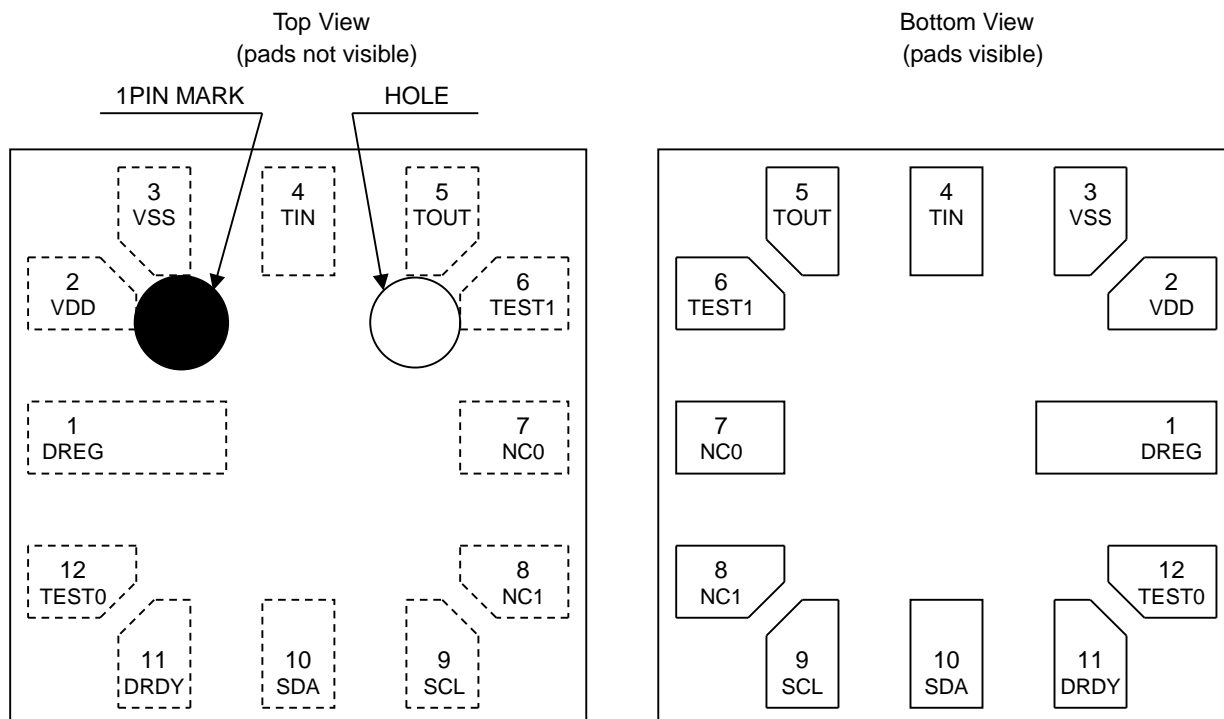 Top View
(pads not visible)
1PIN MARK
HOLE
3
VSS
4
TIN
5
TOUT
2
VDD
6
TEST1
1
DREG
7
NC0
12
TEST0
8
NC1
11
DRDY
10
SDA
9
SCL
Bottom View
(pads visible)
5
TOUT
4
TIN
3
VSS
6
TEST1
2
VDD
7
NC0
1
DREG
8
NC1
12
TEST0
9
SCL
10
SDA
11
DRDY